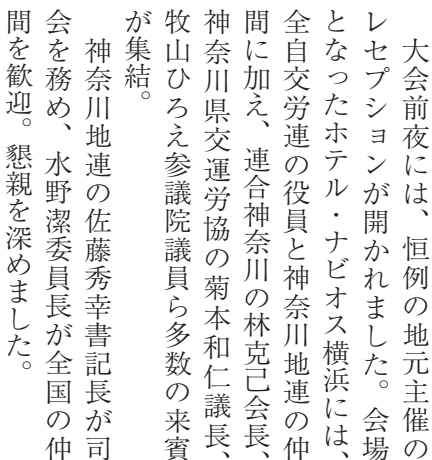 大会前夜には、恒例の地元主催の
レセプションが開かれました。会場
となったホテル・ナビオス横浜には、
全自交労連の役員と神奈川地連の仲
間に加え、連合神奈川の林克己会長、
神奈川県交運労協の菊本和仁議長、
牧山ひろえ参議院議員ら多数の来賓
が集結。
　神奈川地連の佐藤秀幸書記長が司
会を務め、水野潔委員長が全国の仲
間を歓迎。懇親を深めました。